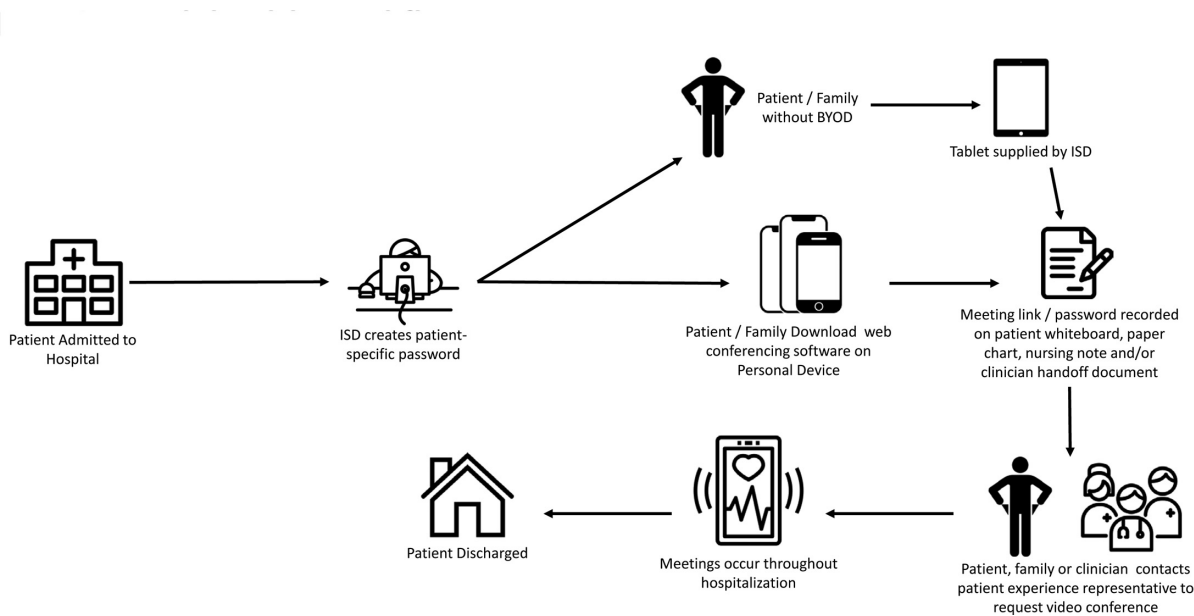 Patient / Family
without BYOD
Tablet supplied by ISD
Patient Admitted to
Hospital
ISD creates patient-
specific password
Patient / Family Download web
conferencing software on
Personal Device
Meeting link / password recorded
on patient whiteboard, paper
chart, nursing note and/or
clinician handoff document
Patient, family or clinician contacts
patient experience representative to
request video conference
Meetings occur throughout
hospitalization
Patient Discharged